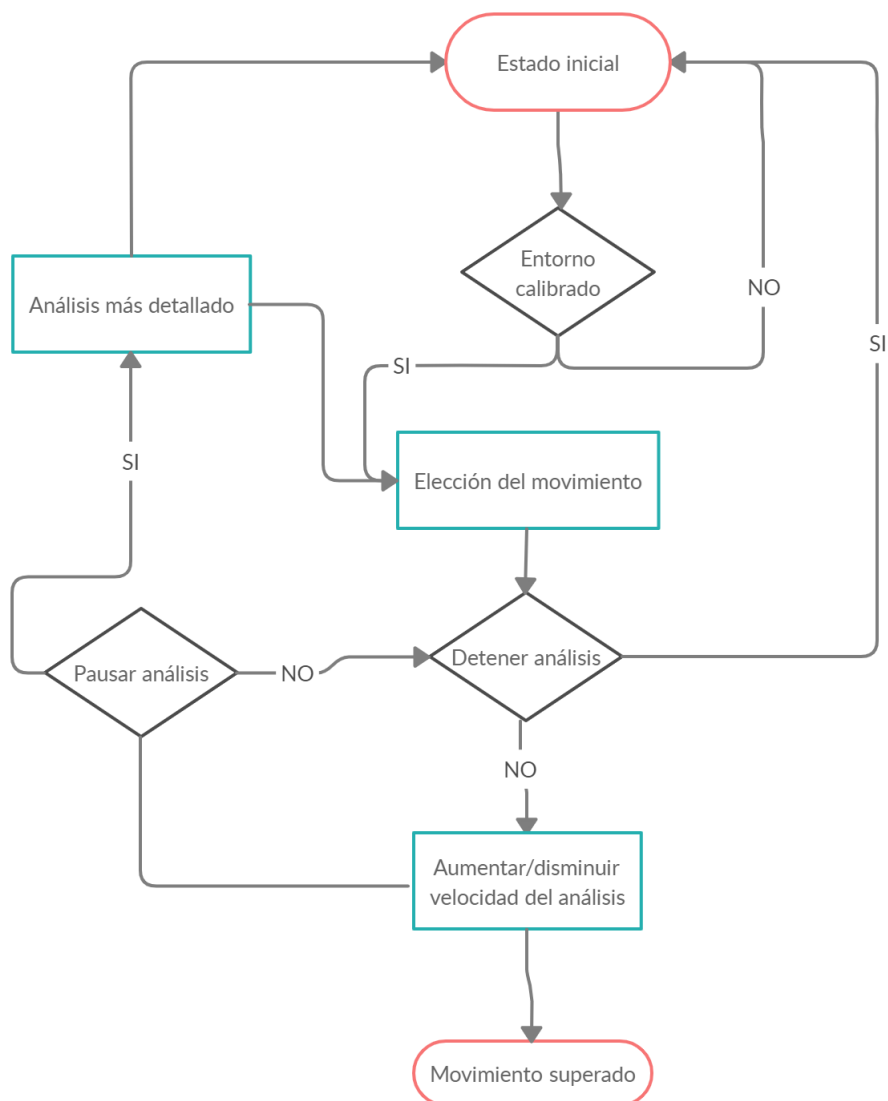 Estado inicial
Entorno
calibrado
NO
Análisis más detallado
SI
SI
SI
Elección del movimiento
Pausar análisis
NO
Detener análisis
NO
Aumentar/disminuir
velocidad del análisis
Movimiento superado